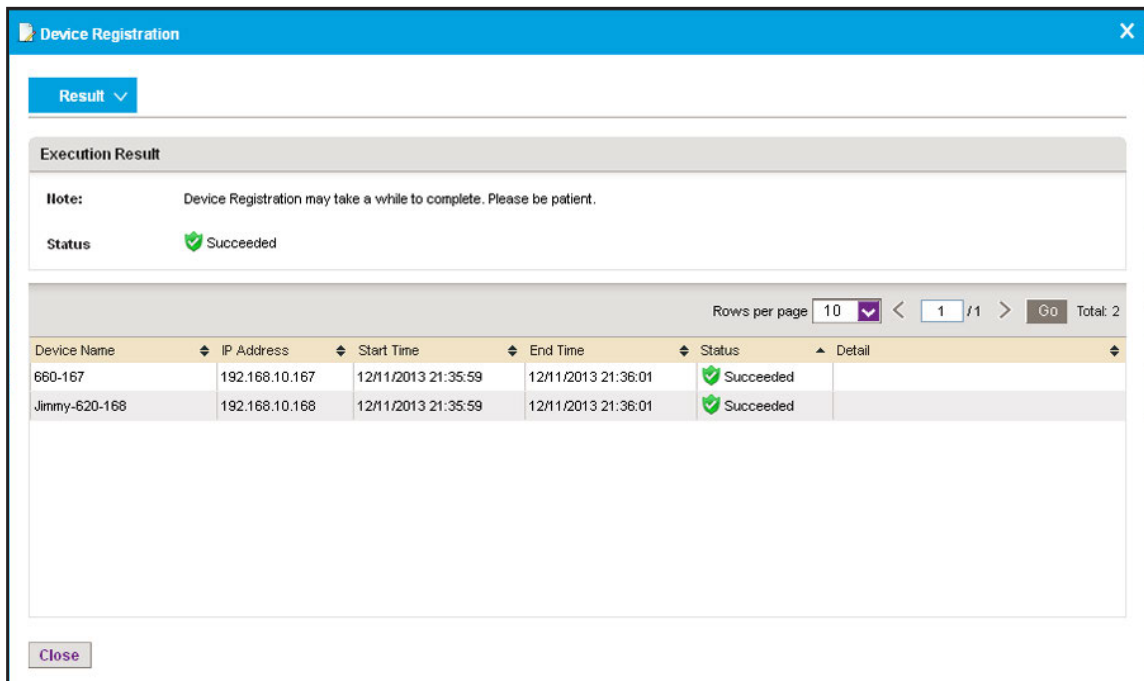 Device Registration X
Result
Execution Result
Note: Device Registration may take a while to complete. Please be patient.
Status Succeeded
Rows per page 10 < 1 /1 > Go Total: 2
Device Name IP Address Start Time End Time Status Detail
660-167 192.168.10.167 12/11/2013 21:35:59 12/11/2013 21:36:01 Succeeded
Jimmy-620-168 192.168.10.168 12/11/2013 21:35:59 12/11/2013 21:36:01 Succeeded
Close